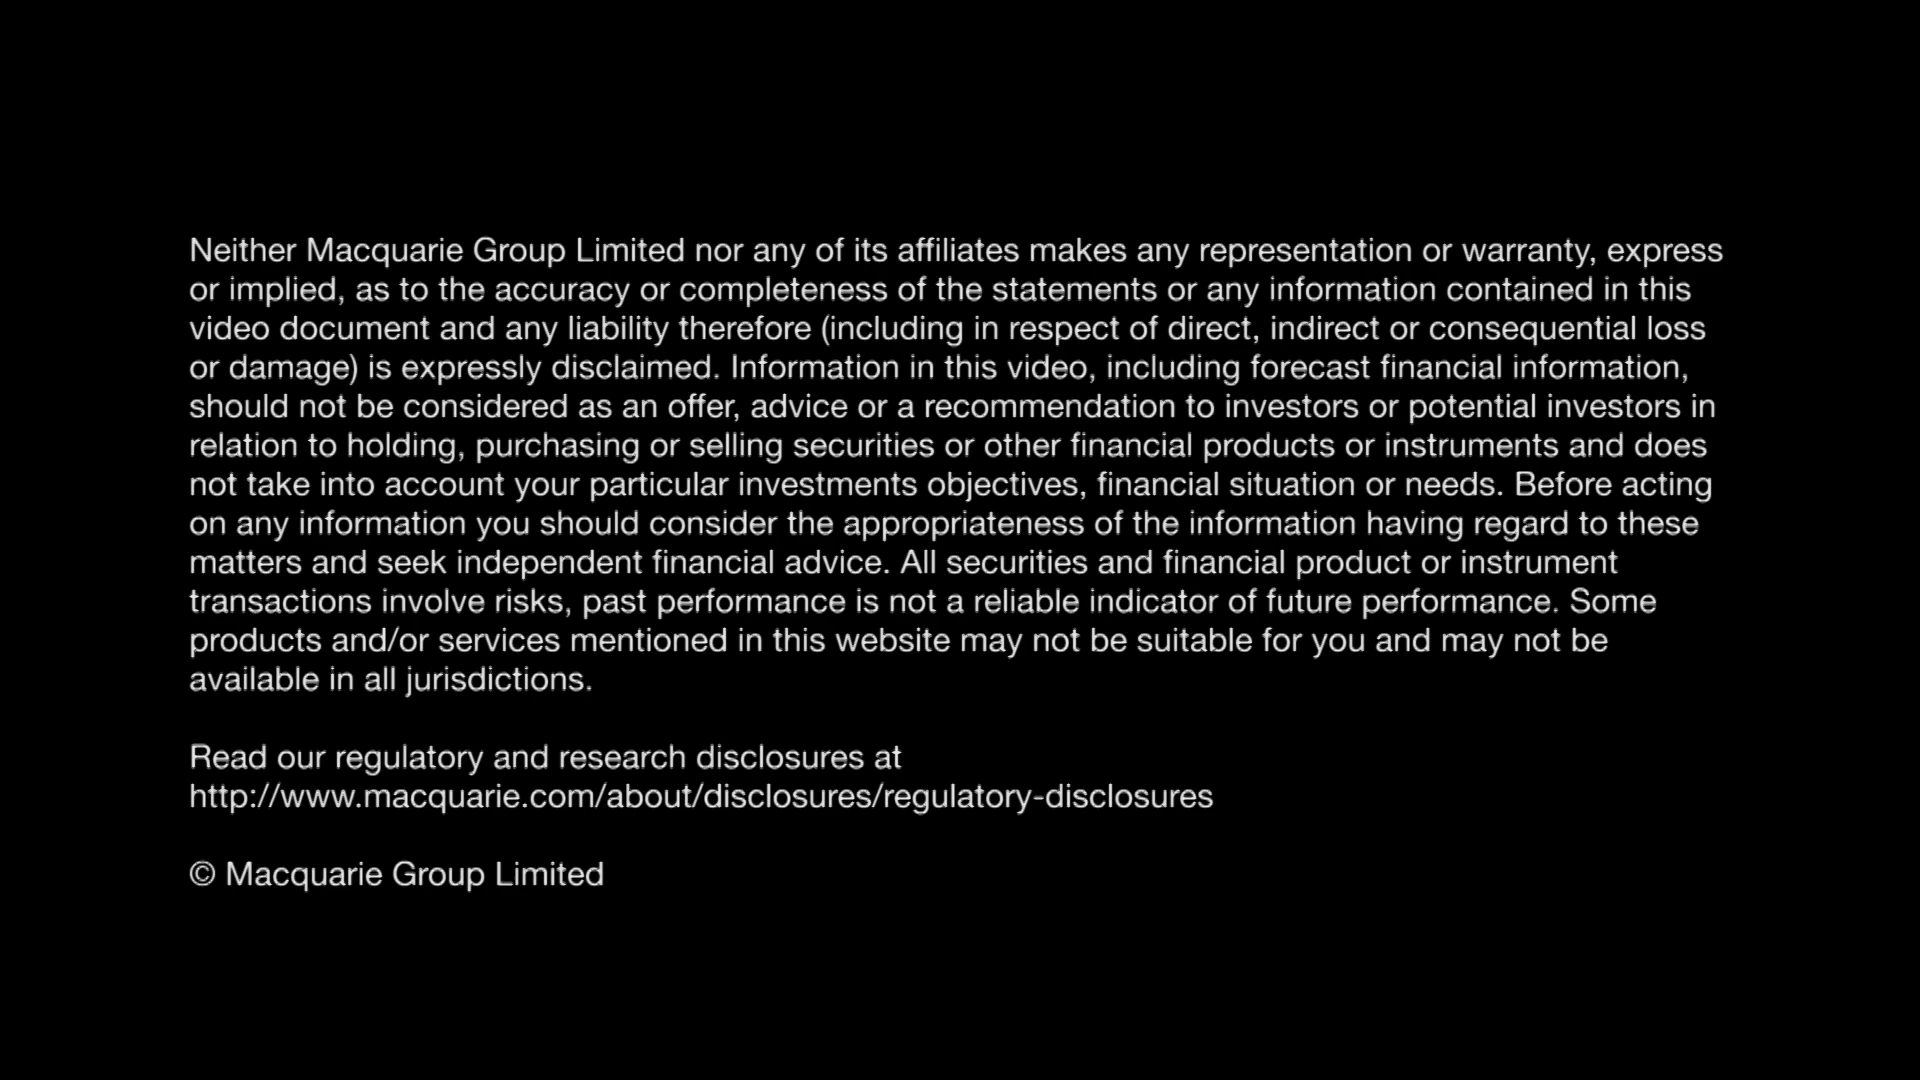 Neither Macquarie Group Limited nor any of its affiliates makes any representation or warranty, express
or implied, as to the accuracy or completeness of the statements or any information contained in this
video document and any liability therefore (including in respect of direct, indirect or consequential loss
or damage) is expressly disclaimed. Information in this video, including forecast financial information,
should not be considered as an offer, advice or a recommendation to investors or potential investors in
relation to holding, purchasing or selling securities or other financial products or instruments and does
not take into account your particular investments objectives, financial situation or needs. Before acting
on any information you should consider the appropriateness of the information having regard to these
matters and seek independent financial advice. All securities and financial product or instrument
transactions involve risks, past performance is not a reliable indicator of future performance. Some
products and/or services mentioned in this website may not be suitable for you and may not be
available in all jurisdictions.
Read our regulatory and research disclosures at
http://www.macquarie.com/about/disclosures/regulatory-disclosures
© Macquarie Group Limited